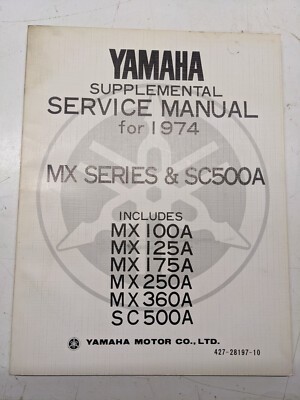 YAMAHA
SUPPLEMENTAL
SERVICE MANUAL
for 1974
MX SERIES & SC500A
INCLUDES
MX100A
MX125A
MX175A
MX250A
MX360A
SC500A
YAMAHA MOTOR CO., LTD.
427-28197-10